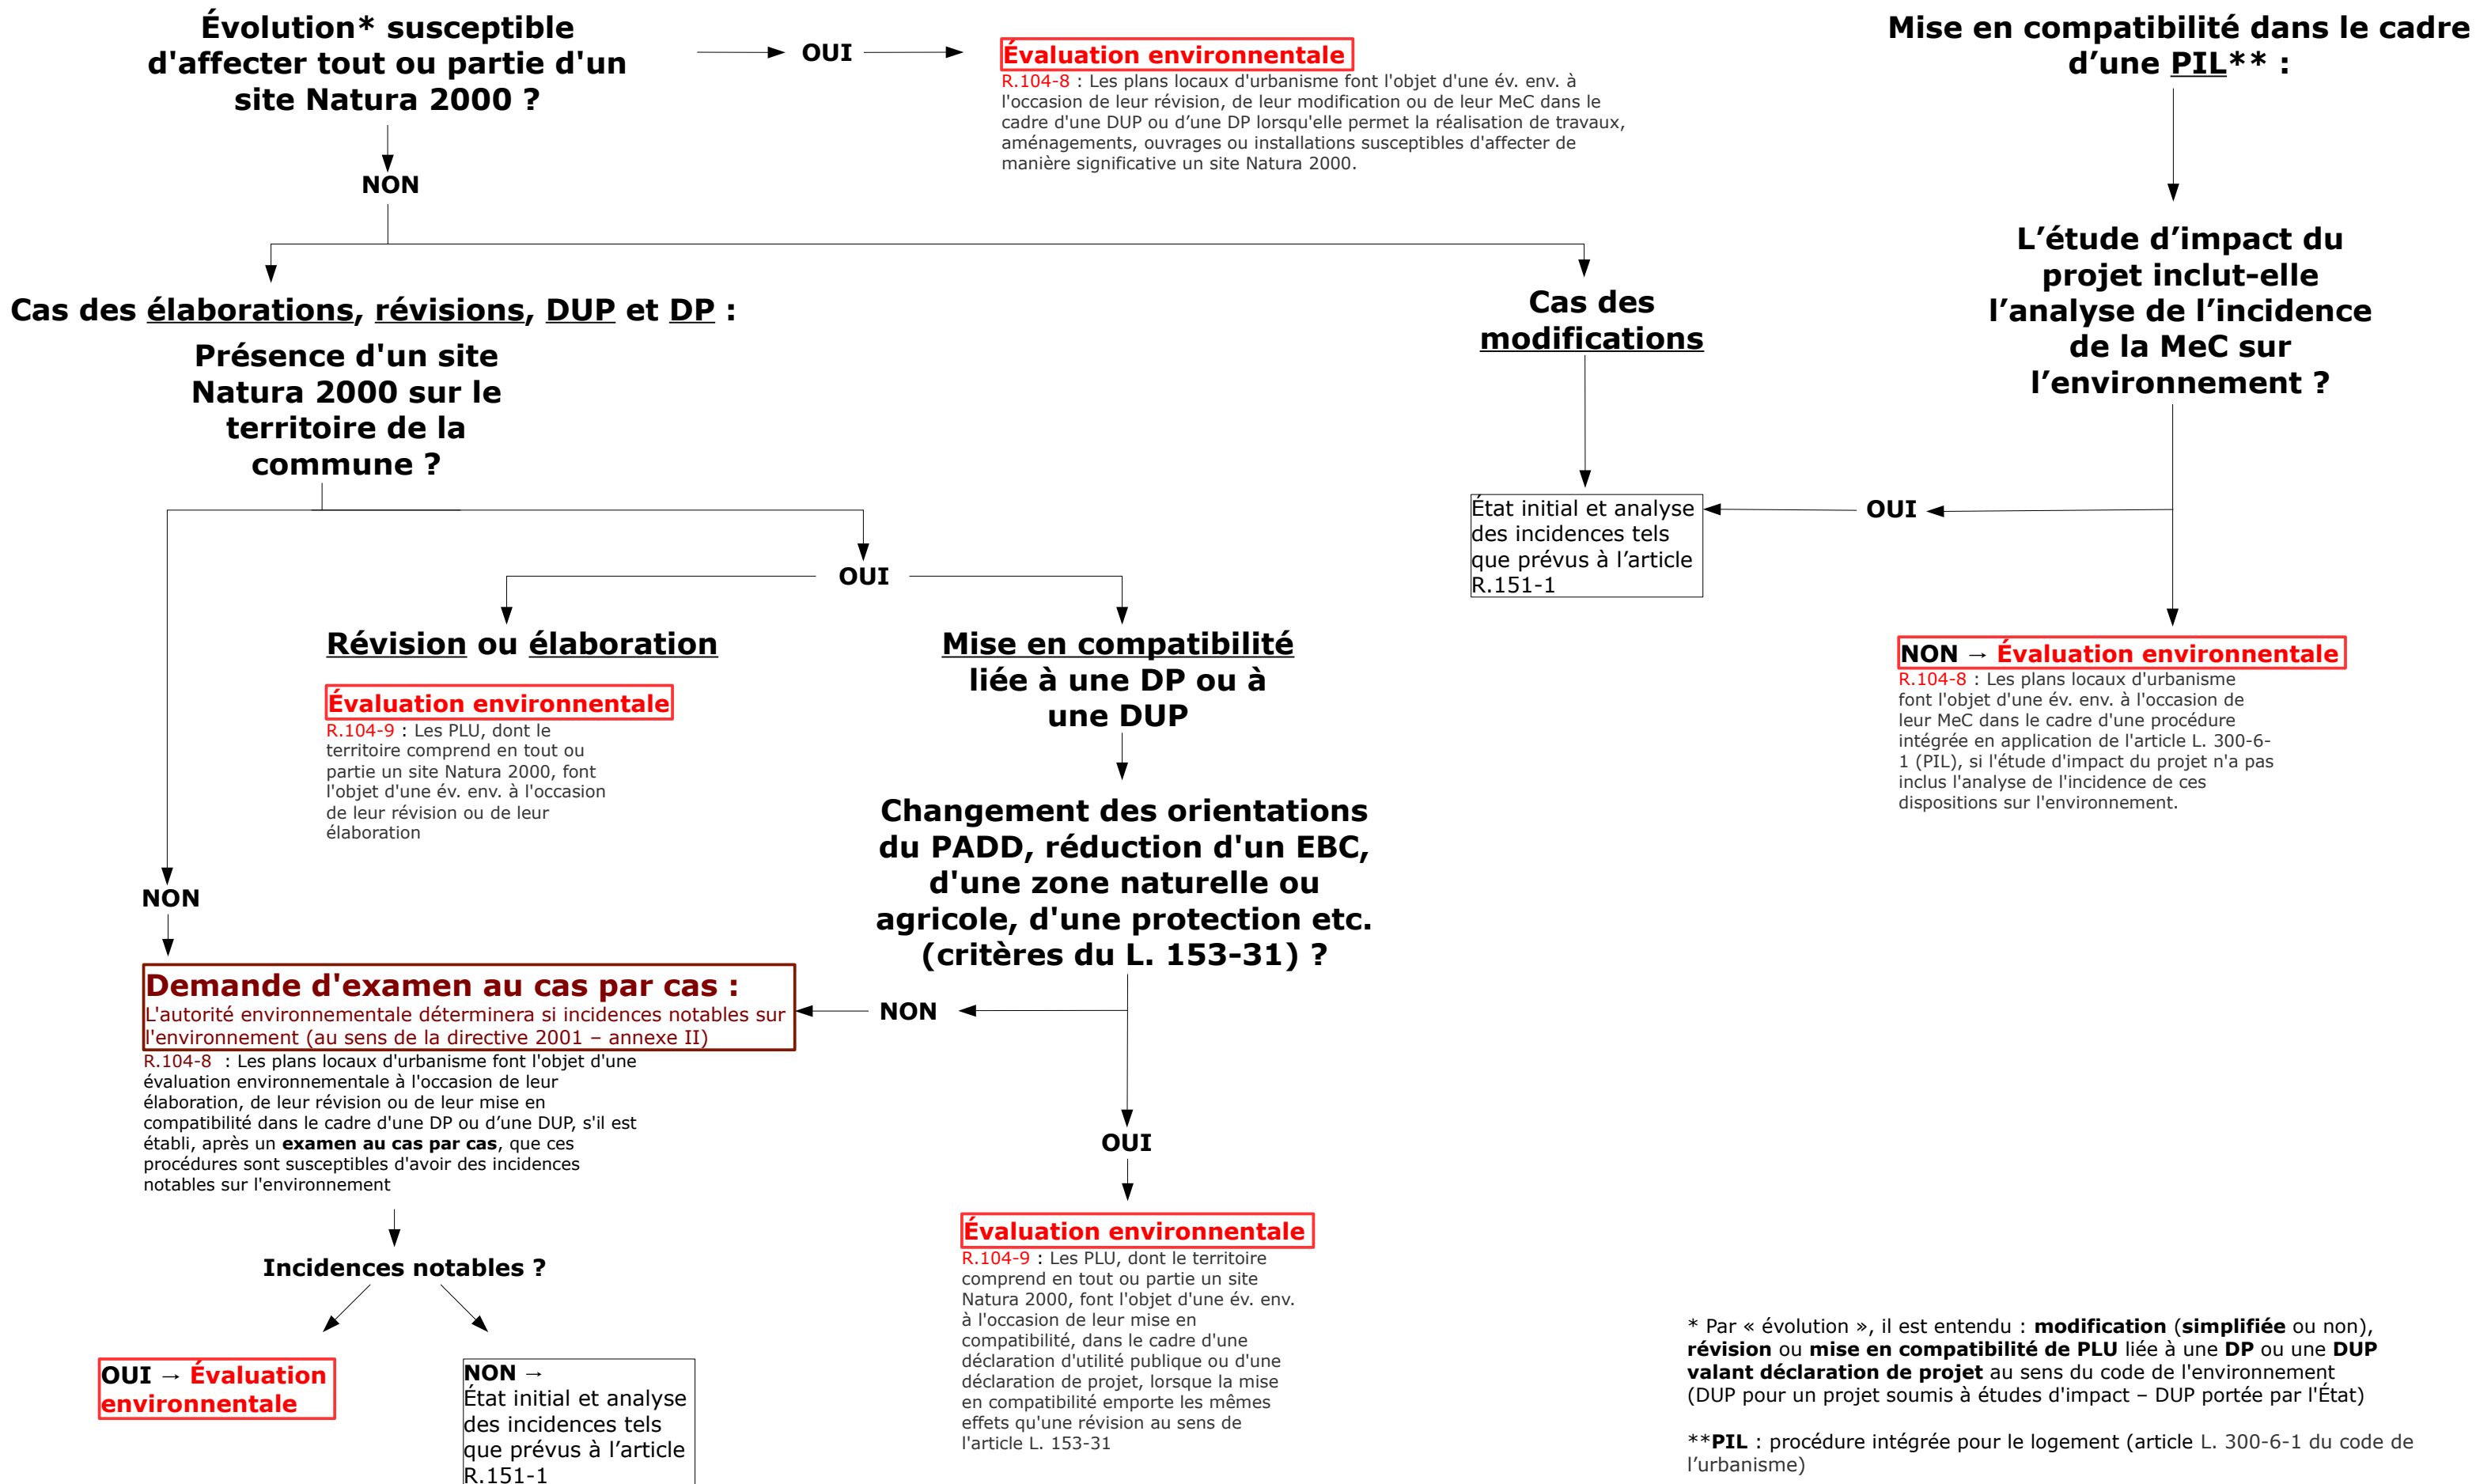 Évolution* susceptible
d'affecter tout ou partie d'un
site Natura 2000 ?
OUI
Évaluation environnementale
R.104-8 : Les plans locaux d'urbanisme font l'objet d'une év. env. à
l'occasion de leur révision, de leur modification ou de leur MeC dans le
cadre d'une DUP ou d’une DP lorsqu'elle permet la réalisation de travaux,
aménagements, ouvrages ou installations susceptibles d'affecter de
manière significative un site Natura 2000.
Mise en compatibilité dans le cadre
d’une PIL** :
NON
L’étude d’impact du
projet inclut-elle
l’analyse de l’incidence
de la MeC sur
l’environnement ?
Cas des élaborations, révisions, DUP et DP :
Présence d'un site
Natura 2000 sur le
territoire de la
commune ?
Cas des
modifications
État initial et analyse
des incidences tels
que prévus à l’article
R.151-1
OUI
OUI
Révision ou élaboration
Évaluation environnementale
R.104-9 : Les PLU, dont le
territoire comprend en tout ou
partie un site Natura 2000, font
l'objet d'une év. env. à l'occasion
de leur révision ou de leur
élaboration
Mise en compatibilité
liée à une DP ou à
une DUP
NON → Évaluation environnementale
R.104-8 : Les plans locaux d'urbanisme
font l'objet d'une év. env. à l'occasion de
leur MeC dans le cadre d'une procédure
intégrée en application de l'article L. 300-6-
1 (PIL), si l'étude d'impact du projet n'a pas
inclus l'analyse de l'incidence de ces
dispositions sur l'environnement.
Changement des orientations
du PADD, réduction d'un EBC,
d'une zone naturelle ou
agricole, d'une protection etc.
(critères du L. 153-31) ?
NON
Demande d'examen au cas par cas :
L'autorité environnementale déterminera si incidences notables sur
l'environnement (au sens de la directive 2001 – annexe II)
R.104-8 : Les plans locaux d'urbanisme font l'objet d'une
évaluation environnementale à l'occasion de leur
élaboration, de leur révision ou de leur mise en
compatibilité dans le cadre d'une DP ou d’une DUP, s'il est
établi, après un examen au cas par cas, que ces
procédures sont susceptibles d'avoir des incidences
notables sur l'environnement
NON
OUI
Incidences notables ?
OUI → Évaluation
environnementale
NON →
État initial et analyse
des incidences tels
que prévus à l’article
R.151-1
Évaluation environnementale
R.104-9 : Les PLU, dont le territoire
comprend en tout ou partie un site
Natura 2000, font l'objet d'une év. env.
à l'occasion de leur mise en
compatibilité, dans le cadre d'une
déclaration d'utilité publique ou d'une
déclaration de projet, lorsque la mise
en compatibilité emporte les mêmes
effets qu'une révision au sens de
l'article L. 153-31
* Par « évolution », il est entendu : modification (simplifiée ou non),
révision ou mise en compatibilité de PLU liée à une DP ou une DUP
valant déclaration de projet au sens du code de l'environnement
(DUP pour un projet soumis à études d'impact – DUP portée par l'État)
**PIL : procédure intégrée pour le logement (article L. 300-6-1 du code de
l’urbanisme)